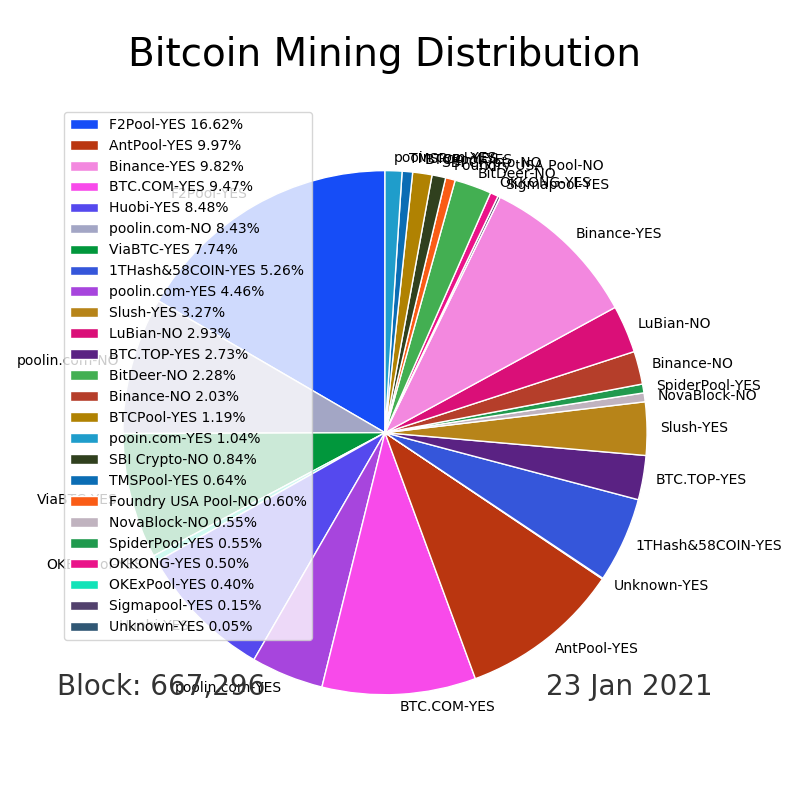 Bitcoin Mining Distribution
F2Pool-YES 16.62%
AntPool-YES 9.97%
Binance-YES 9.82%
BTC.COM-YES 9.47%
Huobi-YES 8.48%
poolin.com-NO 8.43%
ViaBTC-YES 7.74%
1THash&58COIN-YES 5.26%
poolin.com-YES 4.46%
Slush-YES 3.27%
LuBian-NO 2.93%
BTC.TOP-YES 2.73%
BitDeer-NO 2.28%
Binance-NO 2.03%
BTCPool-YES 1.19%
pooin.com-YES 1.04%
SBI Crypto-NO 0.84%
TMSPool-YES 0.64%
Foundry USA Pool-NO 0.60%
NovaBlock-NO 0.55%
SpiderPool-YES 0.55%
OKKONG-YES 0.50%
OKExPool-YES 0.40%
Sigmapool-YES 0.15%
Unknown-YES 0.05%
F2Pool-YES
poolin.com-NO
BitDeer-NO
OKKONG-YES
Sigmapool-YES
Binance-YES
LuBian-NO
Binance-NO
SpiderPool-YES
NovaBlock-NO
Slush-YES
BTC.TOP-YES
1THash&58COIN-YES
Unknown-YES
AntPool-YES
BTC.COM-YES
poolin.com-YES
Block: 667,296
23 Jan 2021